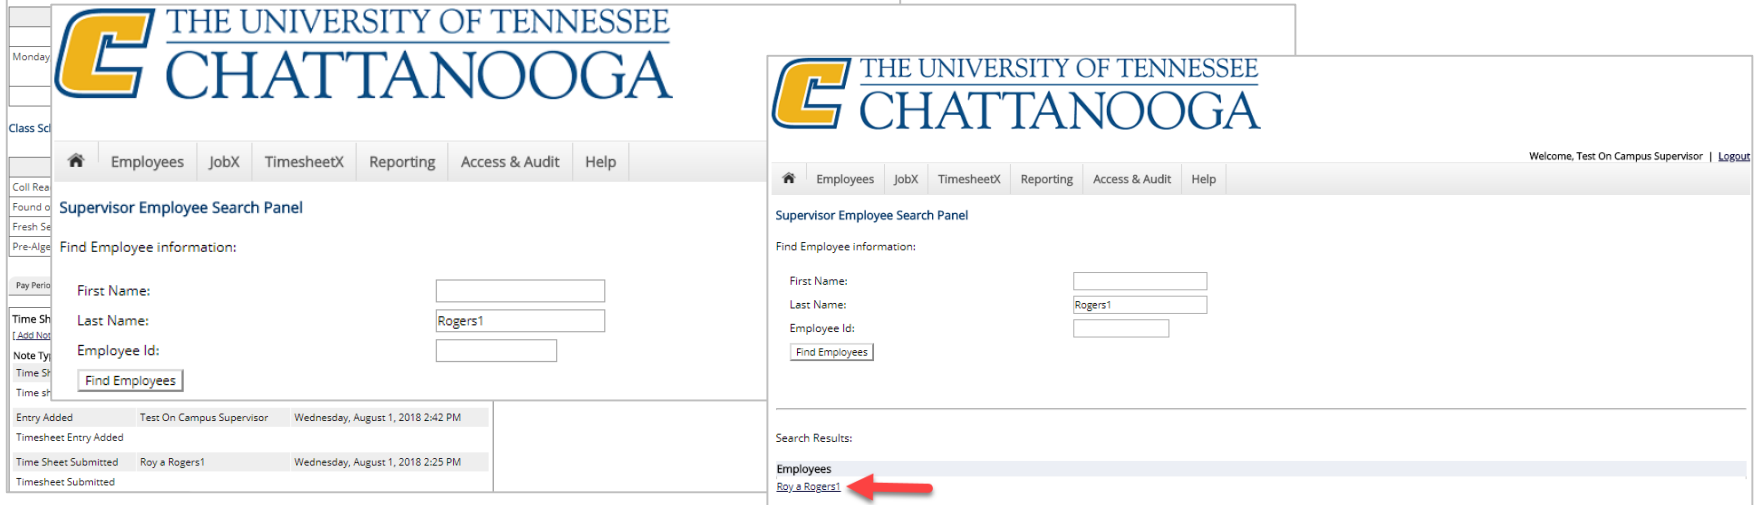 Monday
Class Scl
Coll Rea
Found o
Fresh Se
Pre-Alge
Pay Perio
Time Sh
[ Add Not
Note Ty
Time Sh
Time sh
Entry Added Test On Campus Supervisor Wednesday, August 1, 2018 2:42 PM
Timesheet Entry Added
Time Sheet Submitted Roy a Rogers1 Wednesday, August 1, 2018 2:25 PM
Timesheet Submitted
C THE UNIVERSITY OF TENNESSEE
CHATTANOOGA
Employees JobX TimesheetX Reporting Access & Audit Help
Supervisor Employee Search Panel
Find Employee information:
First Name:
Last Name: Rogers1
Employee Id:
Find Employees
C THE UNIVERSITY OF TENNESSEE
CHATTANOOGA
Welcome, Test On Campus Supervisor | Logout
Employees JobX TimesheetX Reporting Access & Audit Help
Supervisor Employee Search Panel
Find Employee information:
First Name:
Last Name: Rogers1
Employee Id:
Find Employees
Search Results:
Employees
Roy a Rogers1